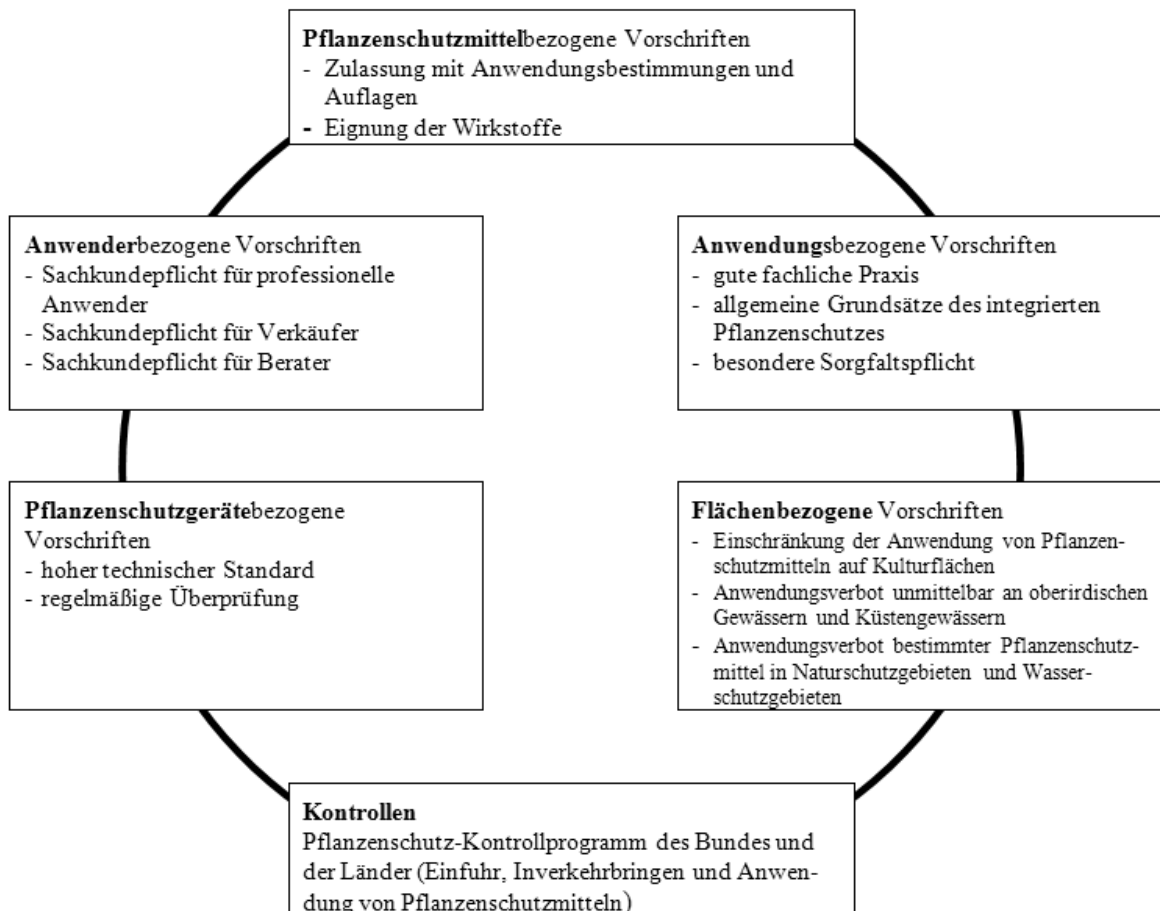 Pflanzenschutzmittelbezogene Vorschriften
- Zulassung mit Anwendungsbestimmungen und
Auflagen
- Eignung der Wirkstoffe
Anwenderbezogene Vorschriften
- Sachkundepflicht für professionelle
Anwender
- Sachkundepflicht für Verkäufer
- Sachkundepflicht für Berater
Anwendungsbezogene Vorschriften
- gute fachliche Praxis
- allgemeine Grundsätze des integrierten
Pflanzenschutzes
- besondere Sorgfaltspflicht
Pflanzenschutzgerätebezogene
Vorschriften
- hoher technischer Standard
- regelmäßige Überprüfung
Flächenbezogene Vorschriften
- Einschränkung der Anwendung von Pflanzen-
schutzmitteln auf Kulturflächen
- Anwendungsverbot unmittelbar an oberirdischen
Gewässern und Küstengewässern
- Anwendungsverbot bestimmter Pflanzenschutz-
mittel in Naturschutzgebieten und Wasser-
schutzgebieten
Kontrollen
Pflanzenschutz-Kontrollprogramm des Bundes und
der Länder (Einfuhr, Inverkehrbringen und Anwen-
dung von Pflanzenschutzmitteln)